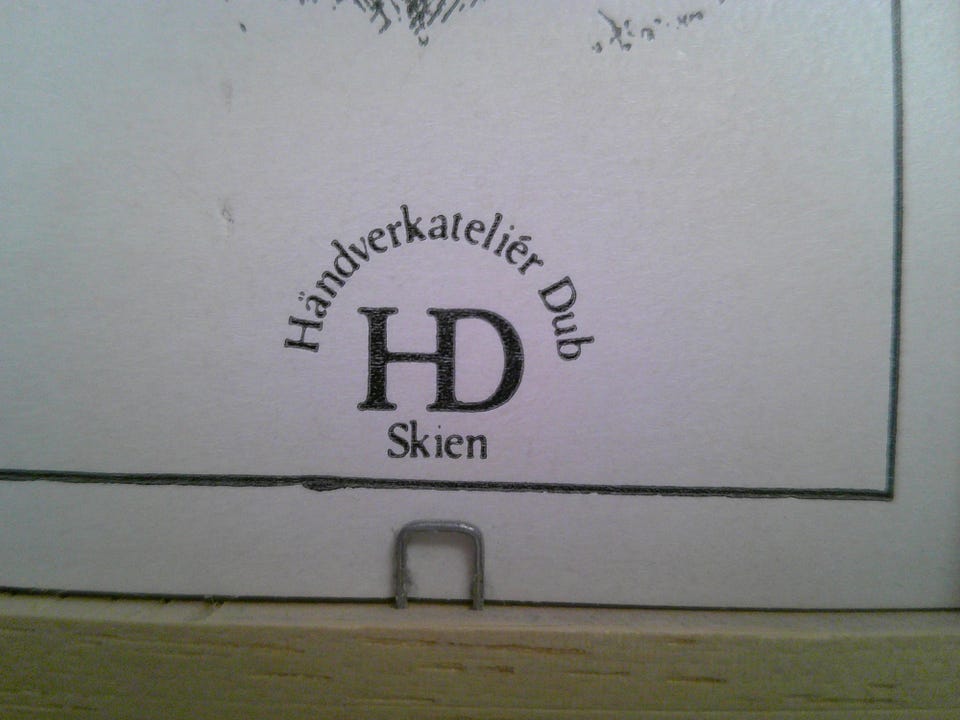 Händverkateliér Dub
HD
Skien